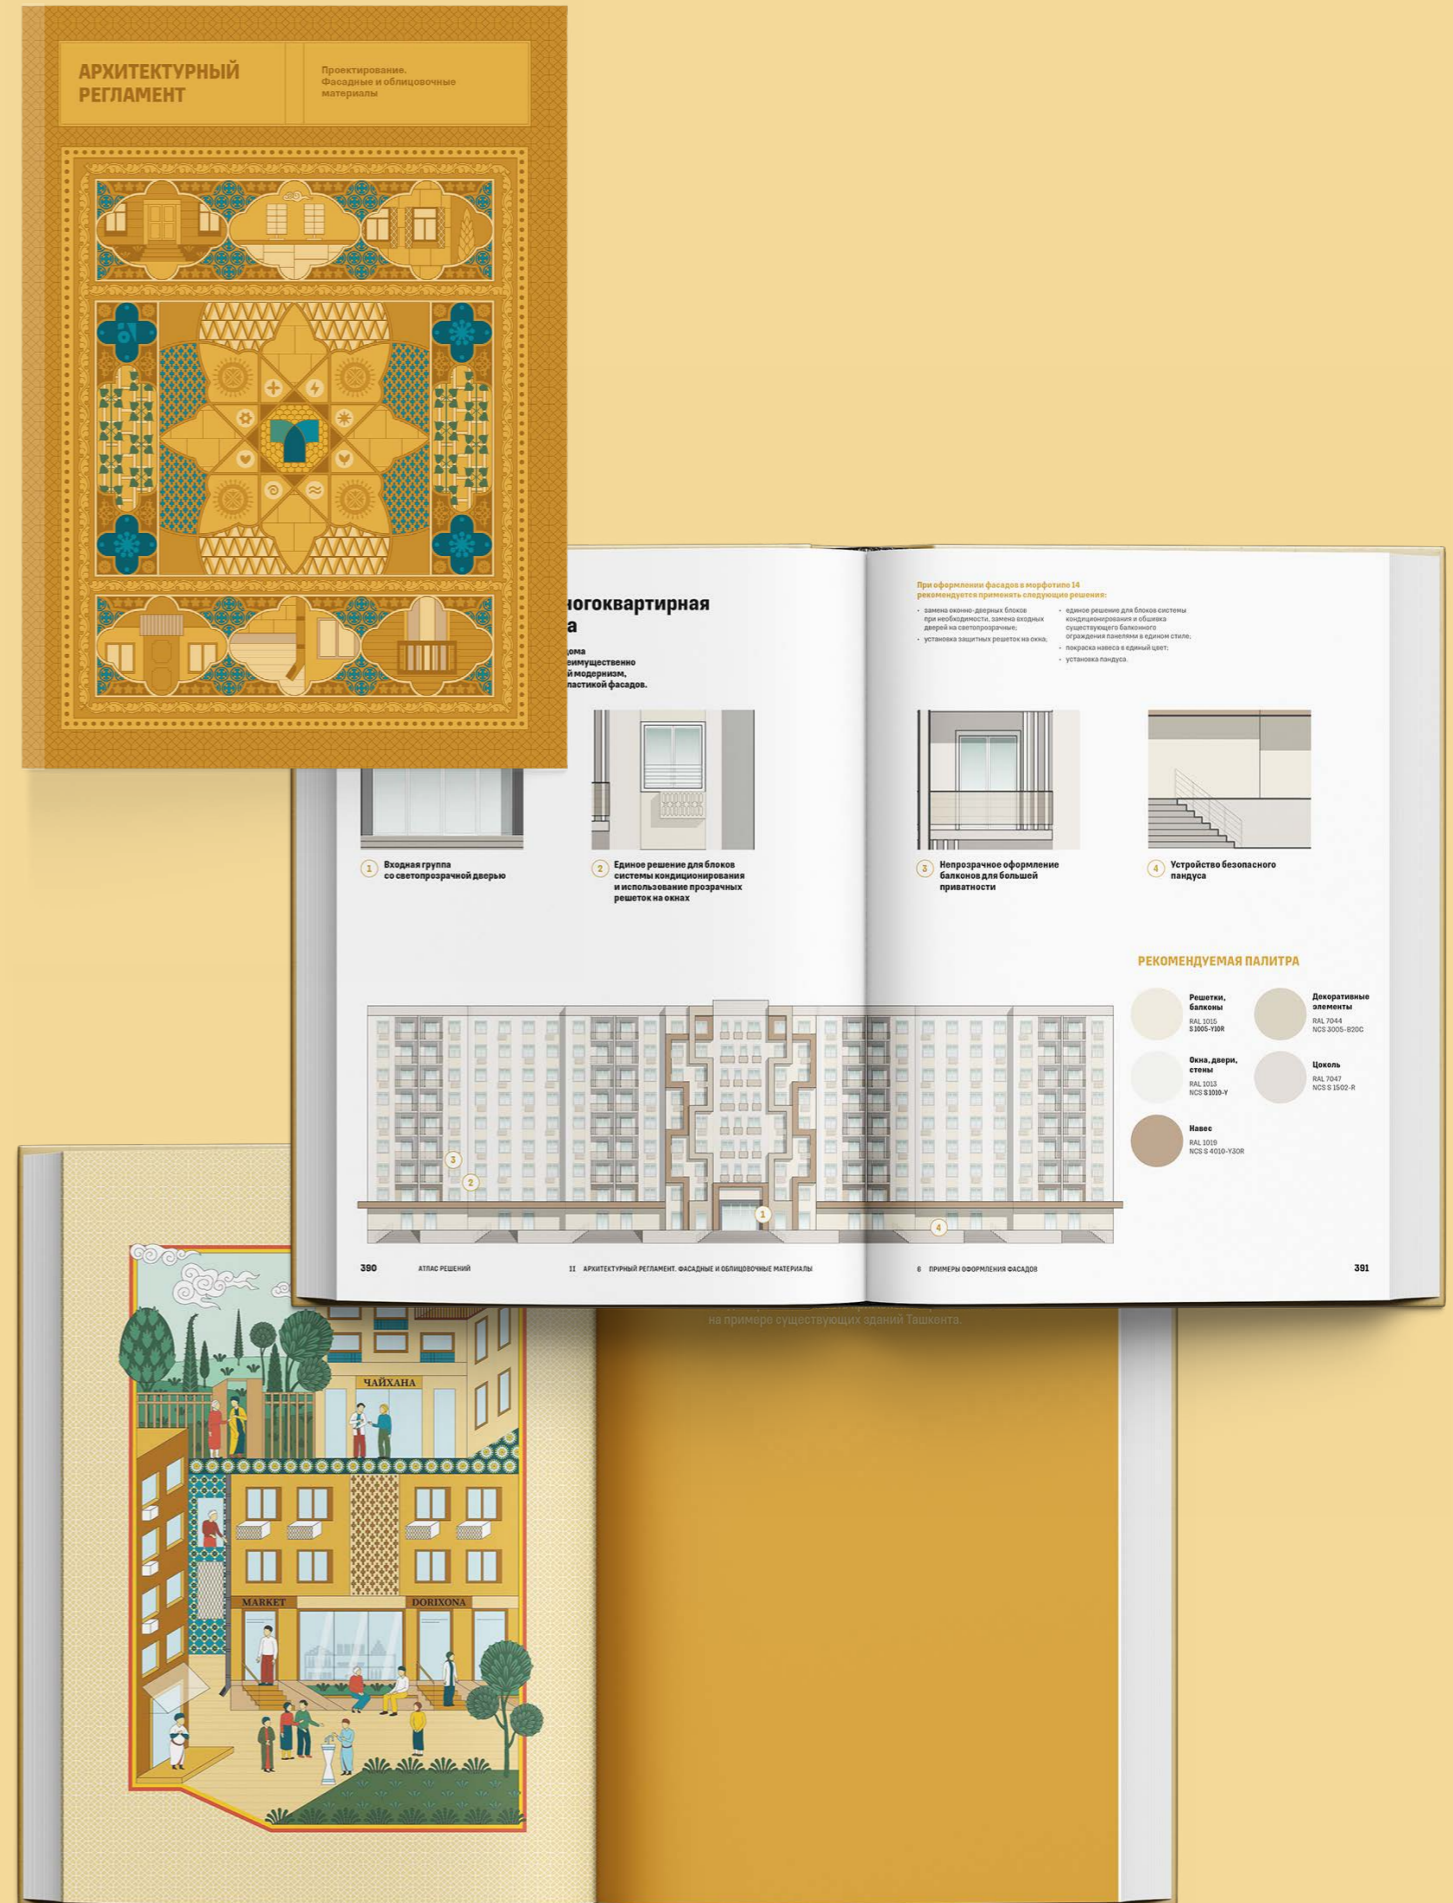 АРХИТЕКТУРНЫЙ
РЕГЛАМЕНТ
Проектирование.
Фасадные и облицовочные
материалы
ногоквартирная
а
дома
еимущественно
й модернизм,
ластикой фасадов.
1
Входная группа
со светопрозрачной дверью
2
Единое решение для блоков
системы кондиционирования
и использование прозрачных
решеток на окнах
При оформлении фасадов в морфотипе 14
рекомендуется применять следующие решения:
• замена оконно-дверных блоков
при необходимости, замена входных
дверей на светопрозрачные;
• установка защитных решеток на окна;
• единое решение для блоков системы
кондиционирования и обшивка
существующего балконного
ограждения панелями в едином стиле;
• покраска навеса в единый цвет;
• установка пандуса.
3
Непрозрачное оформление
балконов для большей
приватности
4
Устройство безопасного
пандуса
РЕКОМЕНДУЕМАЯ ПАЛИТРА
Решетки,
балконы
RAL 1015
S 1005-Y10R
Декоративные
элементы
RAL 7044
NCS 3005-B20G
Окна, двери,
стены
RAL 1013
NCS S 1010-Y
Цоколь
RAL 7047
NCS S 1502-R
Навес
RAL 1019
NCS S 4010-Y30R
3
2
1
4
390
АТЛАС РЕШЕНИЙ
II АРХИТЕКТУРНЫЙ РЕГЛАМЕНТ. ФАСАДНЫЕ И ОБЛИЦОВОЧНЫЕ МАТЕРИАЛЫ
6 ПРИМЕРЫ ОФОРМЛЕНИЯ ФАСАДОВ
391
на примере существующих зданий Ташкента.
ЧАЙХАНА
MARKET
DORIXONA